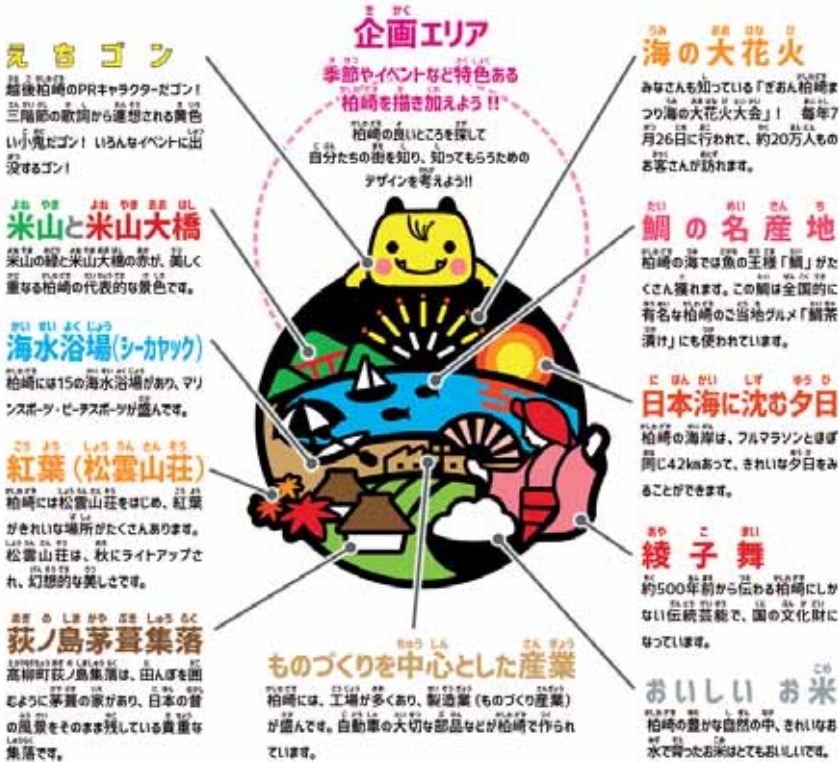 企画エリア
季節やイベントなど特色ある
柏崎を描き加えよう!!
柏崎の良いところを探して
自分たちの街を知り、知ってもらうための
デザインを考えよう!!
えちゴン
越後柏崎のPRキャラクターだゴン!
三階節の歌詞から連想される黄色
い小鬼だゴン! いろんなイベントに出
没するゴン!
米山と米山大橋
米山の緑と米山大橋の赤が、美しく
重なる柏崎の代表的な景色です。
海水浴場(シーカヤック)
柏崎には15の海水浴場があり、マリ
ンスポーツ・ビーチスポーツが盛んです。
紅葉(松雲山荘)
柏崎には松雲山荘をはじめ、紅葉
がきれいな場所がたくさんあります。
松雲山荘は、秋にライトアップさ
れ、幻想的な美しさです。
荻ノ島茅葺集落
高柳町荻ノ島集落は、田んぼを囲
むように茅葺の家があり、日本の昔
の風景をそのまま残している貴重な
集落です。
ものづくりを中心とした産業
柏崎には、工場が多くあり、製造業(ものづくり産業)
が盛んです。自動車の大切な部品などが柏崎で作られ
ています。
海の大花火
みなさんも知っている「ぎおん柏崎ま
つり海の大花火大会」! 毎年7
月26日に行われて、約20万人もの
お客さんが訪れます。
鯛の名産地
柏崎の海では魚の王様「鯛」がた
くさん獲れます。この鯛は全国的に
有名な柏崎のご当地グルメ「鯛茶
漬け」にも使われています。
日本海に沈む夕日
柏崎の海岸は、フルマラソンとほぼ
同じ42kmあって、きれいな夕日をみ
ることができます。
綾子舞
約500年前から伝わる柏崎にしか
ない伝統芸能で、国の文化財に
なっています。
おいしい お米
柏崎の豊かな自然の中、きれいなお
水で育ったお米はとてもおいしいです。